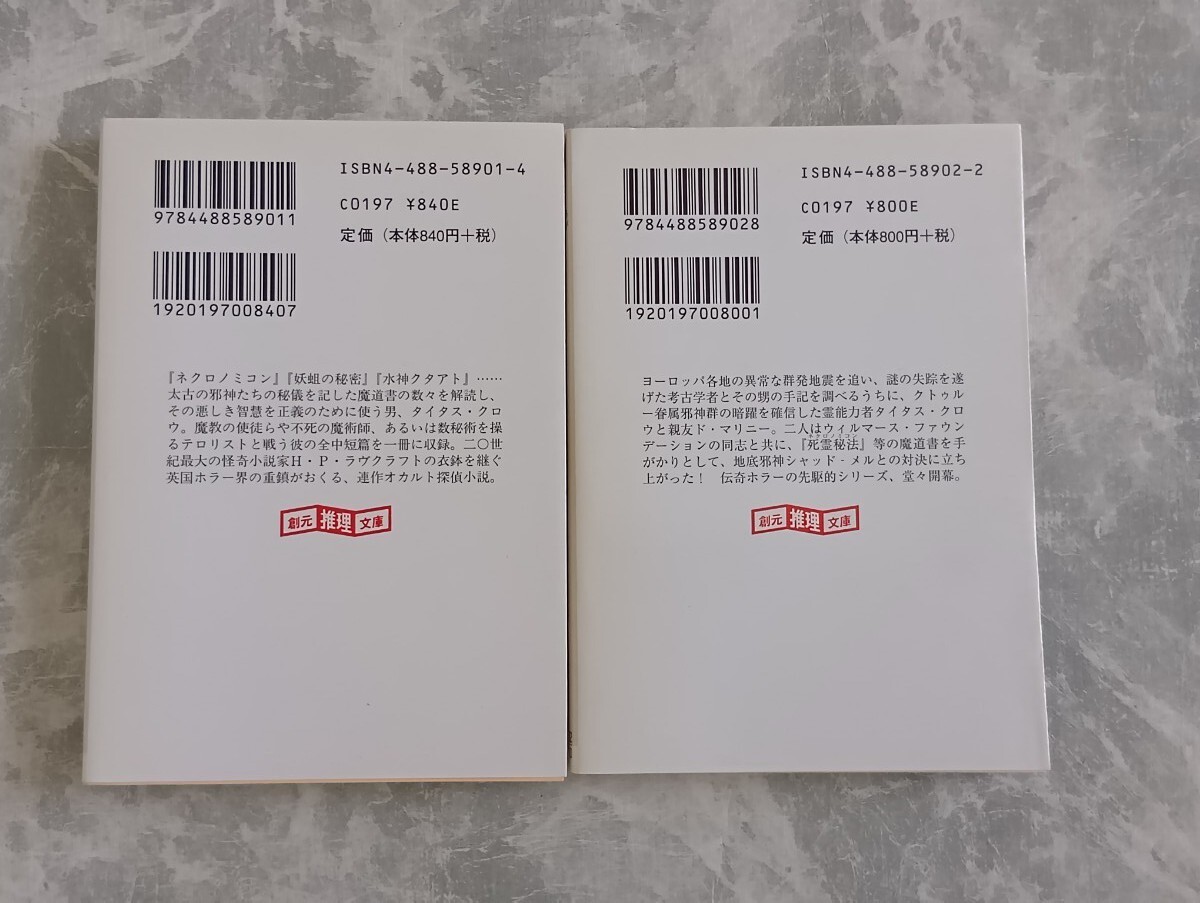 ISBN4-488-58901-4
9784488589011
C0197 ¥840E
定価（本体840円+税）
1920197008407
『ネクロノミコン』『妖蛆の秘密』『水神クタアト』……
太古の邪神たちの秘儀を記した魔道書の数々を解読し、
その悪しき智慧を正義のために使う男、タイタス・クロ
ウ。魔教の使徒らや不死の魔術師、あるいは数秘術を操
るテロリストと戦う彼の全中短篇を一冊に収録。二〇世
紀最大の怪奇小説家H・P・ラヴクラフトの衣鉢を継ぐ
英国ホラー界の重鎮がおくる、連作オカルト探偵小説。
創元推理文庫
ISBN4-488-58902-2
9784488589028
C0197 ¥800E
定価（本体800円+税）
1920197008001
ヨーロッパ各地の異常な群発地震を追い、謎の失踪を遂
げた考古学者とその甥の手記を調べるうちに、クトゥル
ー眷属邪神群の暗躍を確信した霊能力者タイタス・クロ
ウと親友ド・マリニー。二人はウィルマース・ファウン
デーションの同志と共に、『死霊秘法』等の魔道書を手
ネクロノミコン
がかりとして、地底邪神シャッド‐メルとの対決に立ち
上がった！　伝奇ホラーの先駆的シリーズ、堂々開幕。
創元推理文庫